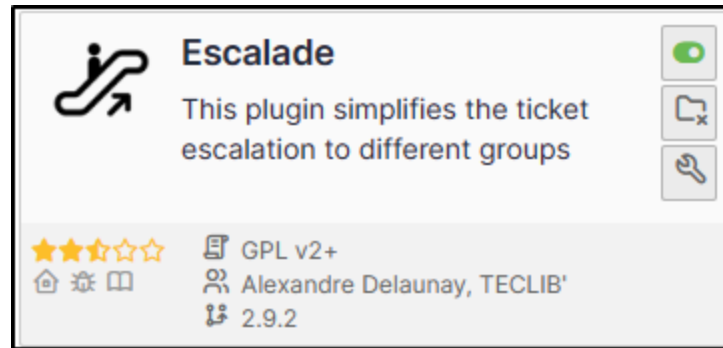 Escalade
This plugin simplifies the ticket
escalation to different groups
GPL v2+
Alexandre Delaunay, TECLIB'
2.9.2